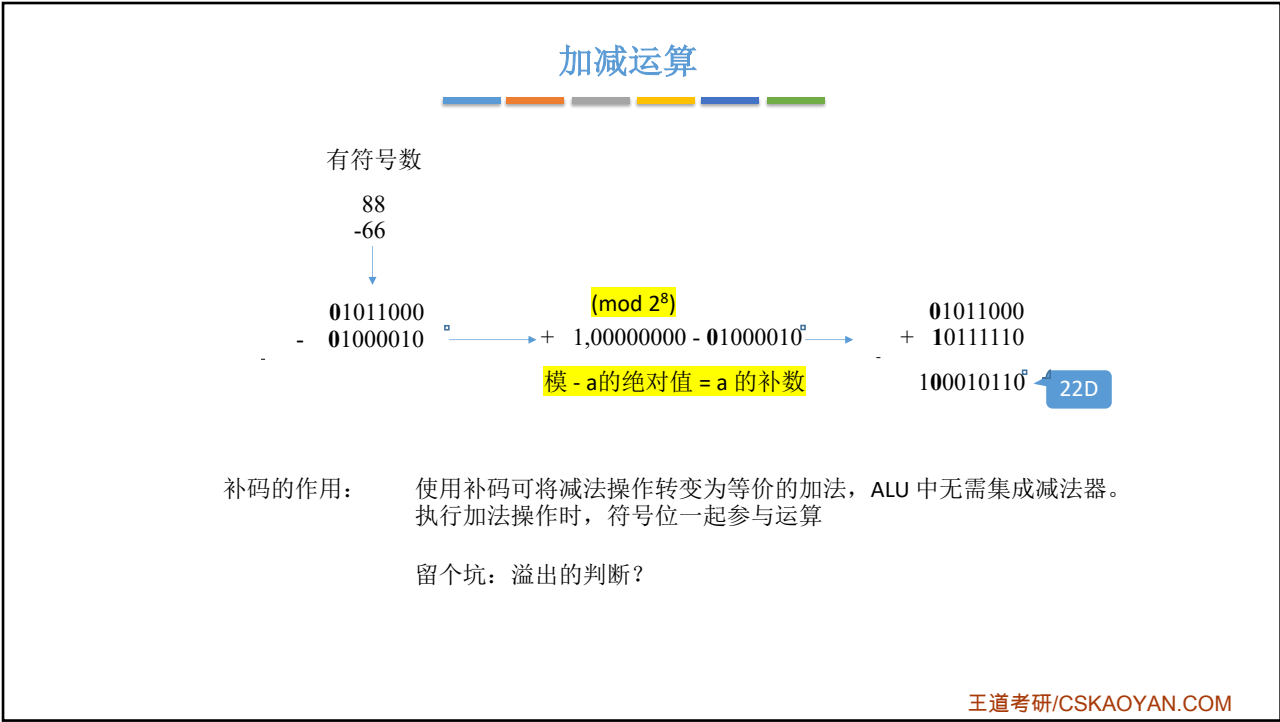 加减运算
有符号数
88
-66
01011000
- 01000010
(mod 2⁸)
+ 1,00000000 - 01000010
模 - a的绝对值 = a 的补数
01011000
+ 10111110
100010110
22D
补码的作用： 使用补码可将减法操作转变为等价的加法，ALU 中无需集成减法器。
执行加法操作时，符号位一起参与运算
留个坑：溢出的判断？
王道考研/CSKAOYAN.COM